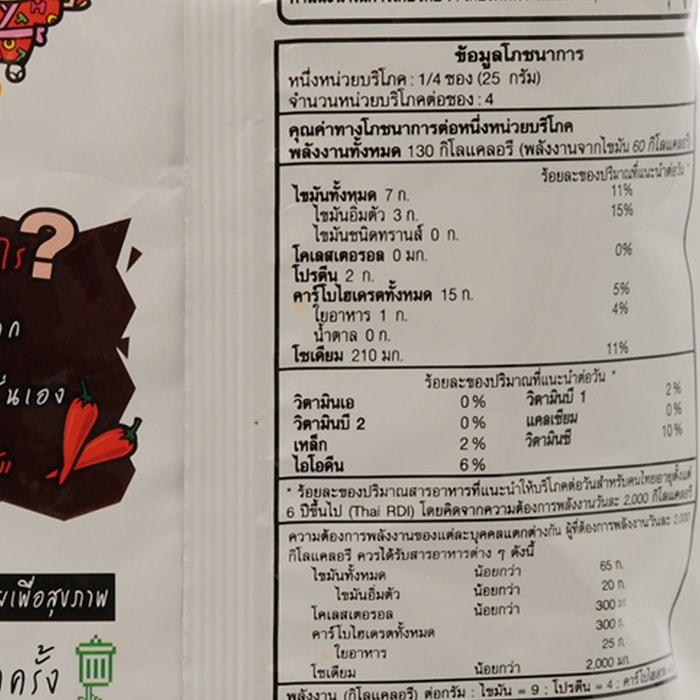 ข้อมูลโภชนาการ
หนึ่งหน่วยบริโภค : 1/4 ซอง (25 กรัม)
จำนวนหน่วยบริโภคต่อซอง : 4
คุณค่าทางโภชนาการต่อหนึ่งหน่วยบริโภค
พลังงานทั้งหมด 130 กิโลแคลอรี (พลังงานจากไขมัน 60 กิโลแคลอรี)
ร้อยละของปริมาณที่แนะนำต่อวัน *
ไขมันทั้งหมด 7 ก. 11%
ไขมันอิ่มตัว 3 ก. 15%
ไขมันชนิดทรานส์ 0 ก.
โคเลสเตอรอล 0 มก. 0%
โปรตีน 2 ก.
คาร์โบไฮเดรตทั้งหมด 15 ก. 5%
ใยอาหาร 1 ก. 4%
น้ำตาล 0 ก.
โซเดียม 210 มก. 11%
ร้อยละของปริมาณที่แนะนำต่อวัน *
วิตามินเอ 0% วิตามินบี 1 2%
วิตามินบี 2 0% แคลเซียม 0%
เหล็ก 2% วิตามินซี 10%
ไอโอดีน 6%
* ร้อยละของปริมาณสารอาหารที่แนะนำให้บริโภคต่อวันสำหรับคนไทยอายุตั้งแต่
6 ปีขึ้นไป (Thai RDI) โดยคิดจากความต้องการพลังงานวันละ 2,000 กิโลแคลอรี
ความต้องการพลังงานของแต่ละบุคคลแตกต่างกัน ผู้ที่ต้องการพลังงานวันละ 2,000
กิโลแคลอรี ควรได้รับสารอาหารต่าง ๆ ดังนี้
ไขมันทั้งหมด น้อยกว่า 65 ก.
ไขมันอิ่มตัว น้อยกว่า 20 ก.
โคเลสเตอรอล น้อยกว่า 300 มก.
คาร์โบไฮเดรตทั้งหมด 300 ก.
ใยอาหาร 25 ก.
โซเดียม น้อยกว่า 2,000 มก.
พลังงาน (กิโลแคลอรี) ต่อกรัม : ไขมัน = 9 ; โปรตีน = 4 ; คาร์โบไฮเดรต
?
นเอง
เพื่อสุขภาพ
ครั้ง